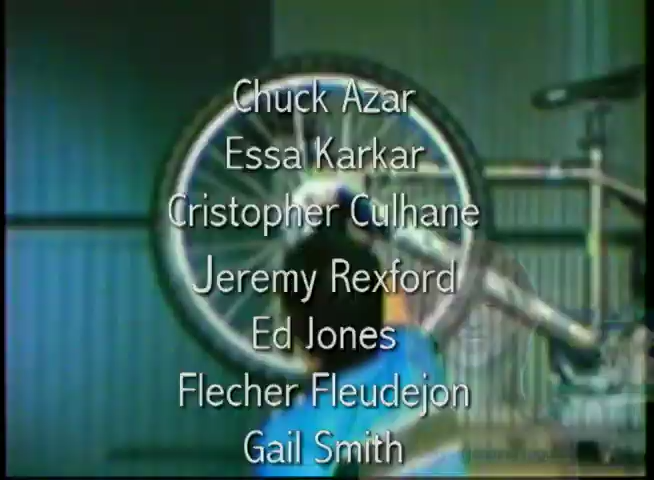 Chuck Azar
Essa Karkar
Cristopher Culhane
Jeremy Rexford
Ed Jones
Flecher Fleudejon
Gail Smith